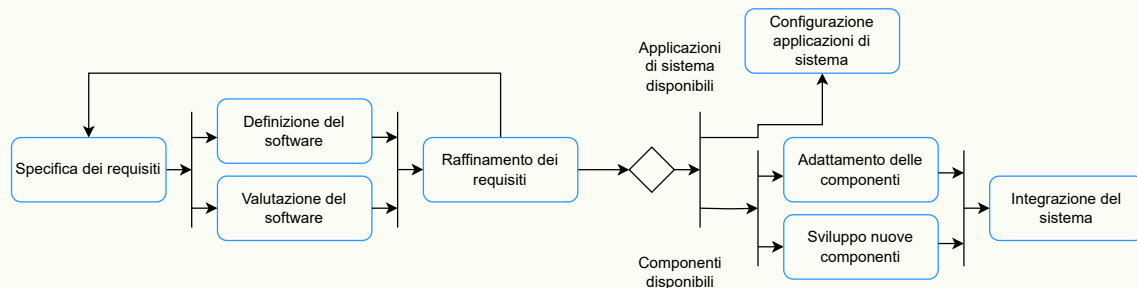 Specifica dei requisiti
Definizione del
software
Valutazione del
software
Raffinamento dei
requisiti
Applicazioni
di sistema
disponibili
Configurazione
applicazioni di
sistema
Adattamento delle
componenti
Sviluppo nuove
componenti
Componenti
disponibili
Integrazione del
sistema